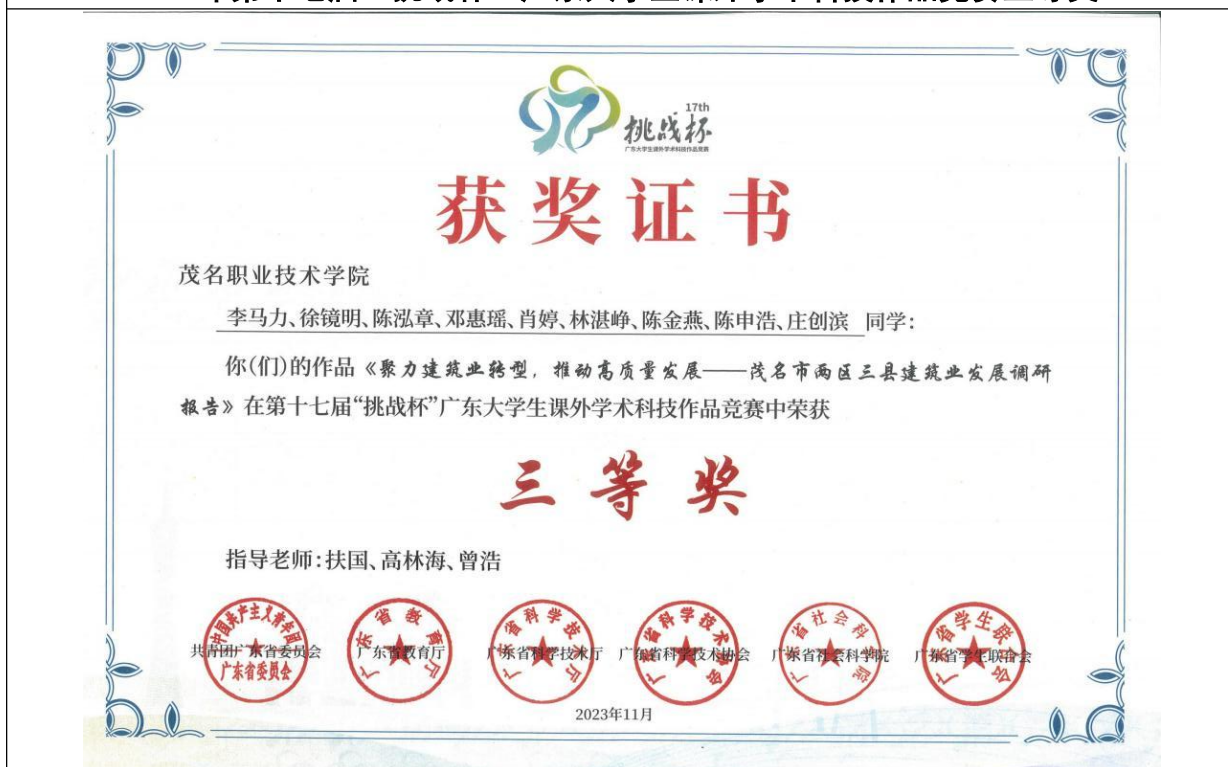 17th
挑战杯
广东大学生课外学术科技作品竞赛
获奖证书
茂名职业技术学院
李马力、徐镜明、陈泓章、邓惠瑶、肖婷、林湛峥、陈金燕、陈申浩、庄创滨 同学:
你(们)的作品《聚力建筑业转型，推动高质量发展——茂名市两区三县建筑业发展调研
报告》在第十七届“挑战杯”广东大学生课外学术科技作品竞赛中荣获
三等奖
指导老师:扶国、高林海、曾浩
共青团广东省委员会 广东省教育厅 广东省科学技术厅 广东省科学技术协会 广东省社会科学院 广东省学生联合会
2023年11月